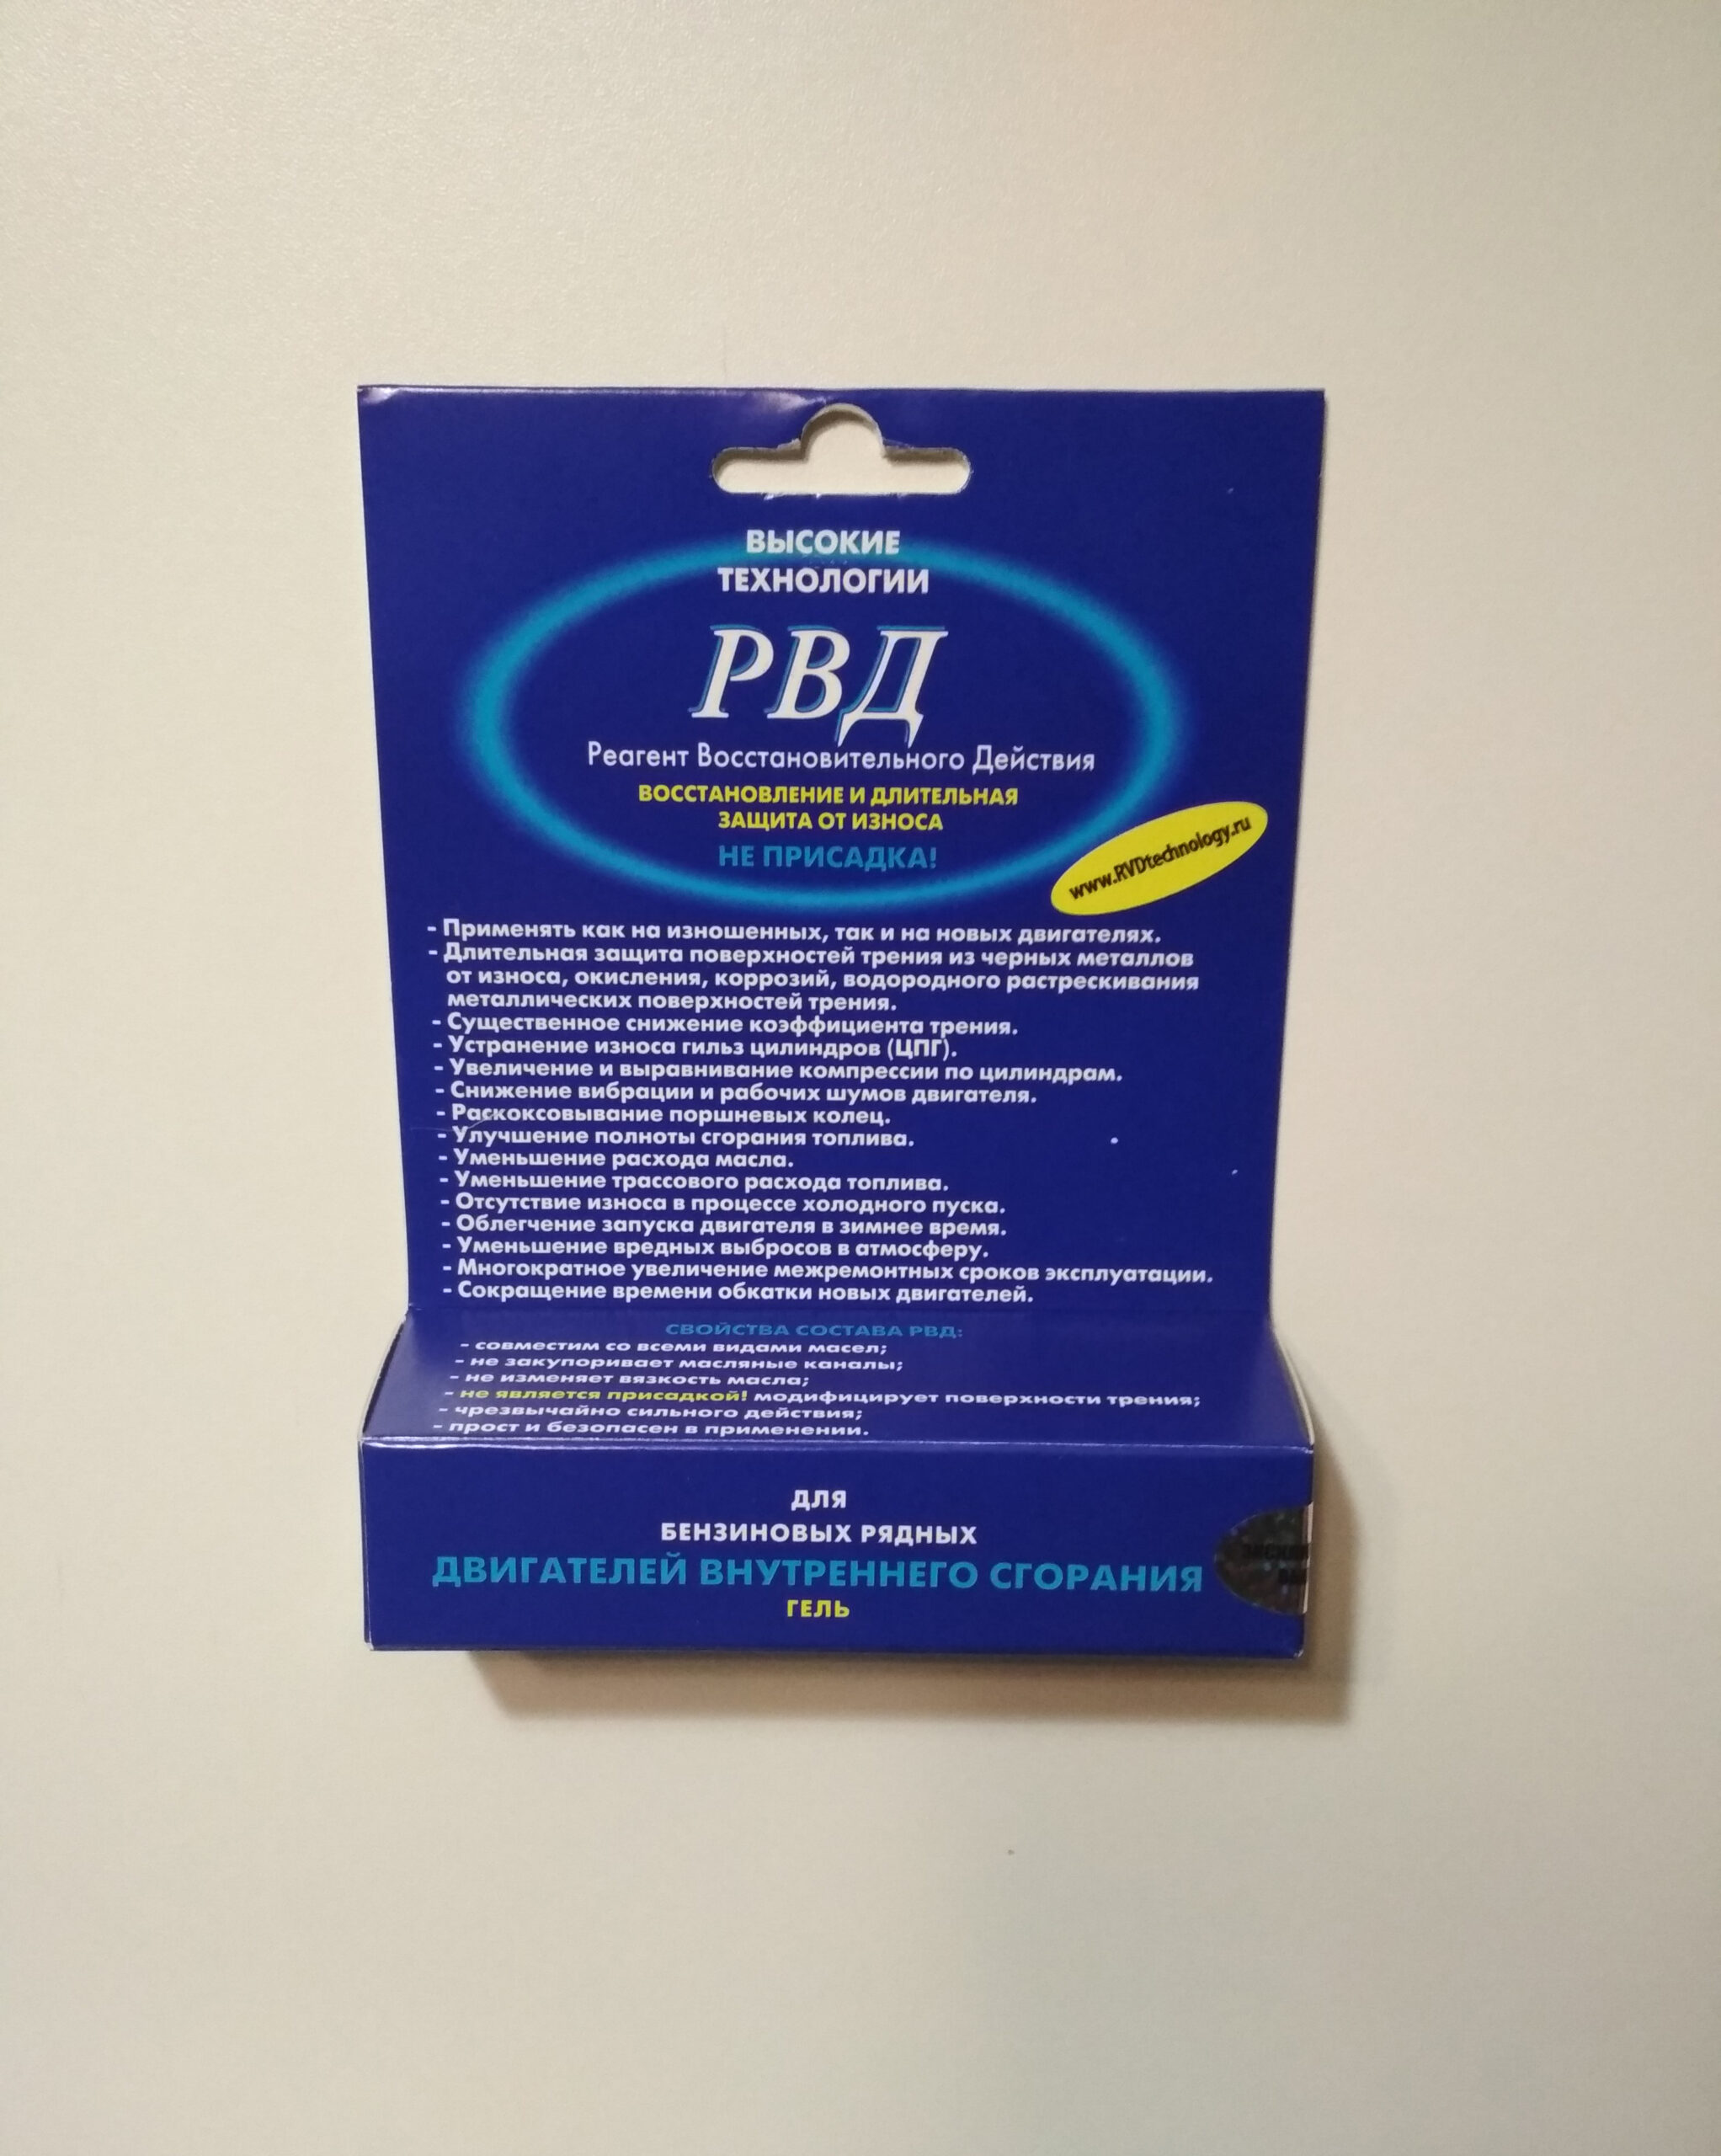 ВЫСОКИЕ
ТЕХНОЛОГИИ
РВД
Реагент Восстановительного Действия
ВОССТАНОВЛЕНИЕ И ДЛИТЕЛЬНАЯ
ЗАЩИТА ОТ ИЗНОСА
НЕ ПРИСАДКА!
www.RVDtechnology.ru
- Применять как на изношенных, так и на новых двигателях.
- Длительная защита поверхностей трения из черных металлов
от износа, окисления, коррозий, водородного растрескивания
металлических поверхностей трения.
- Существенное снижение коэффициента трения.
- Устранение износа гильз цилиндров (ЦПГ).
- Увеличение и выравнивание компрессии по цилиндрам.
- Снижение вибрации и рабочих шумов двигателя.
- Раскоксовывание поршневых колец.
- Улучшение полноты сгорания топлива.
- Уменьшение расхода масла.
- Уменьшение трассового расхода топлива.
- Отсутствие износа в процессе холодного пуска.
- Облегчение запуска двигателя в зимнее время.
- Уменьшение вредных выбросов в атмосферу.
- Многократное увеличение межремонтных сроков эксплуатации.
- Сокращение времени обкатки новых двигателей.
СВОЙСТВА СОСТАВА РВД:
- совместим со всеми видами масел;
- не закупоривает масляные каналы;
- не изменяет вязкость масла;
- не является присадкой! модифицирует поверхности трения;
- чрезвычайно сильного действия;
- прост и безопасен в применении.
ДЛЯ
БЕНЗИНОВЫХ РЯДНЫХ
ДВИГАТЕЛЕЙ ВНУТРЕННЕГО СГОРАНИЯ
ГЕЛЬ